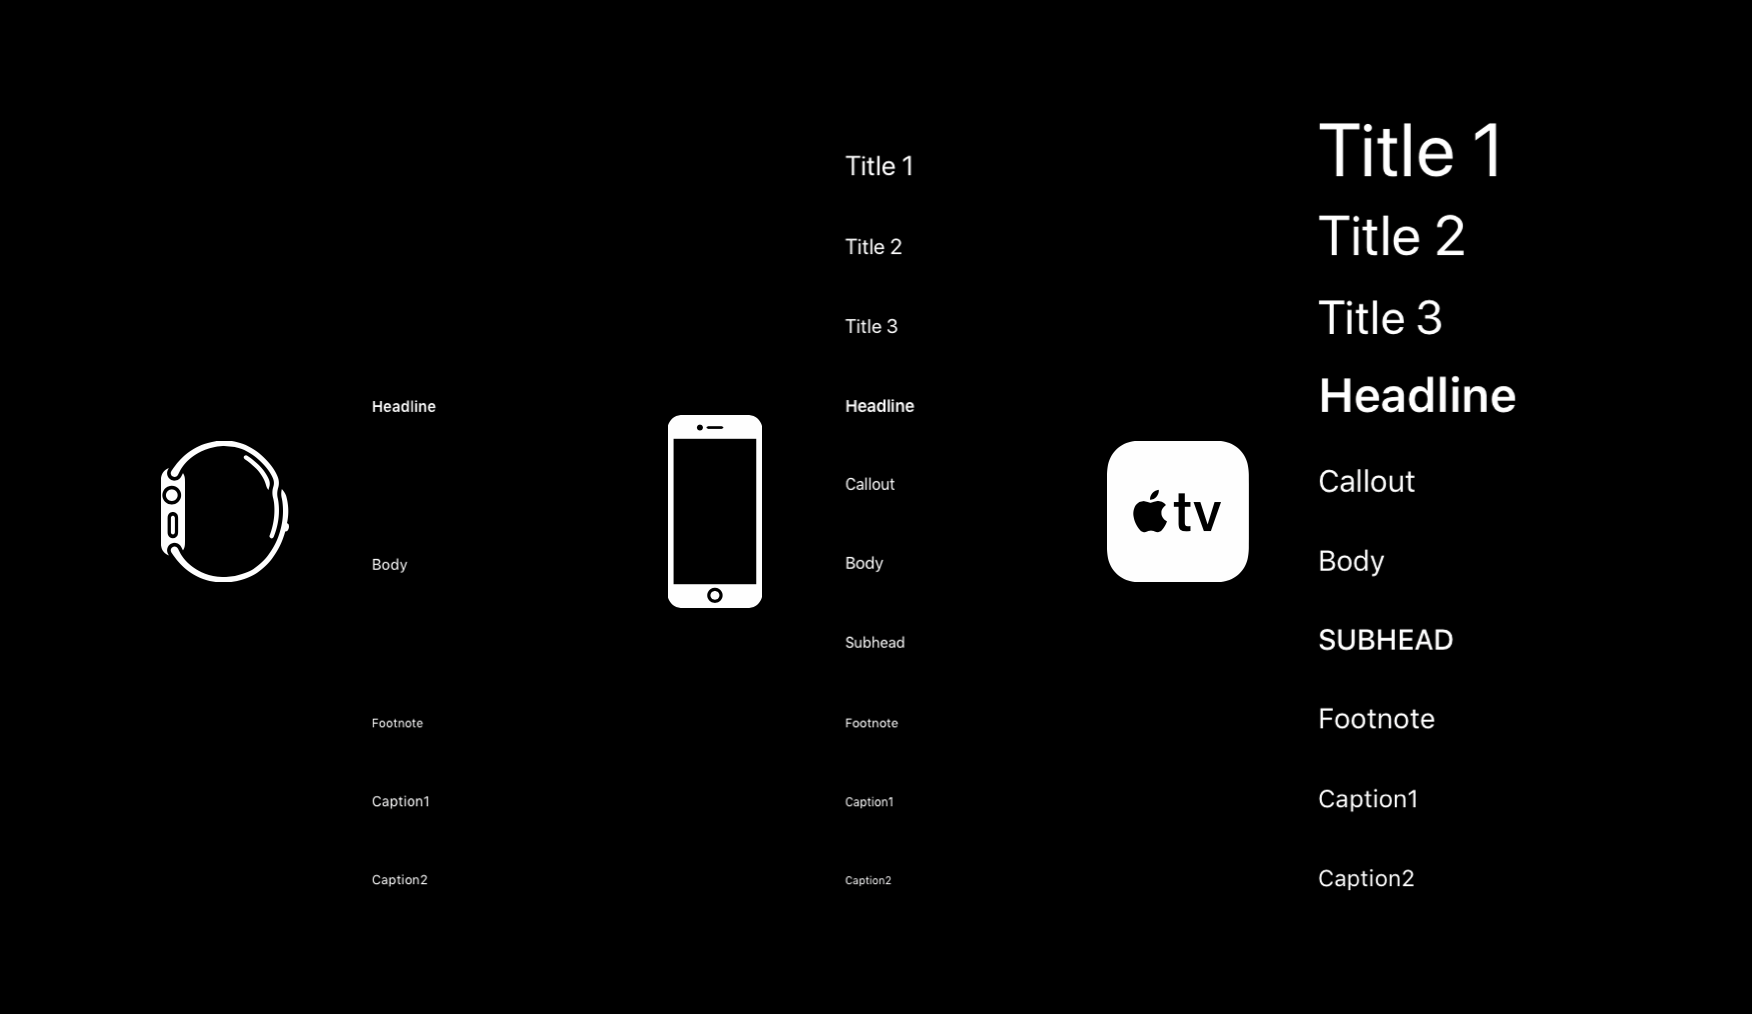 Headline
Body
Footnote
Caption1
Caption2
Title 1
Title 2
Title 3
Headline
Callout
Body
Subhead
Footnote
Caption1
Caption2
tv
Title 1
Title 2
Title 3
Headline
Callout
Body
SUBHEAD
Footnote
Caption1
Caption2